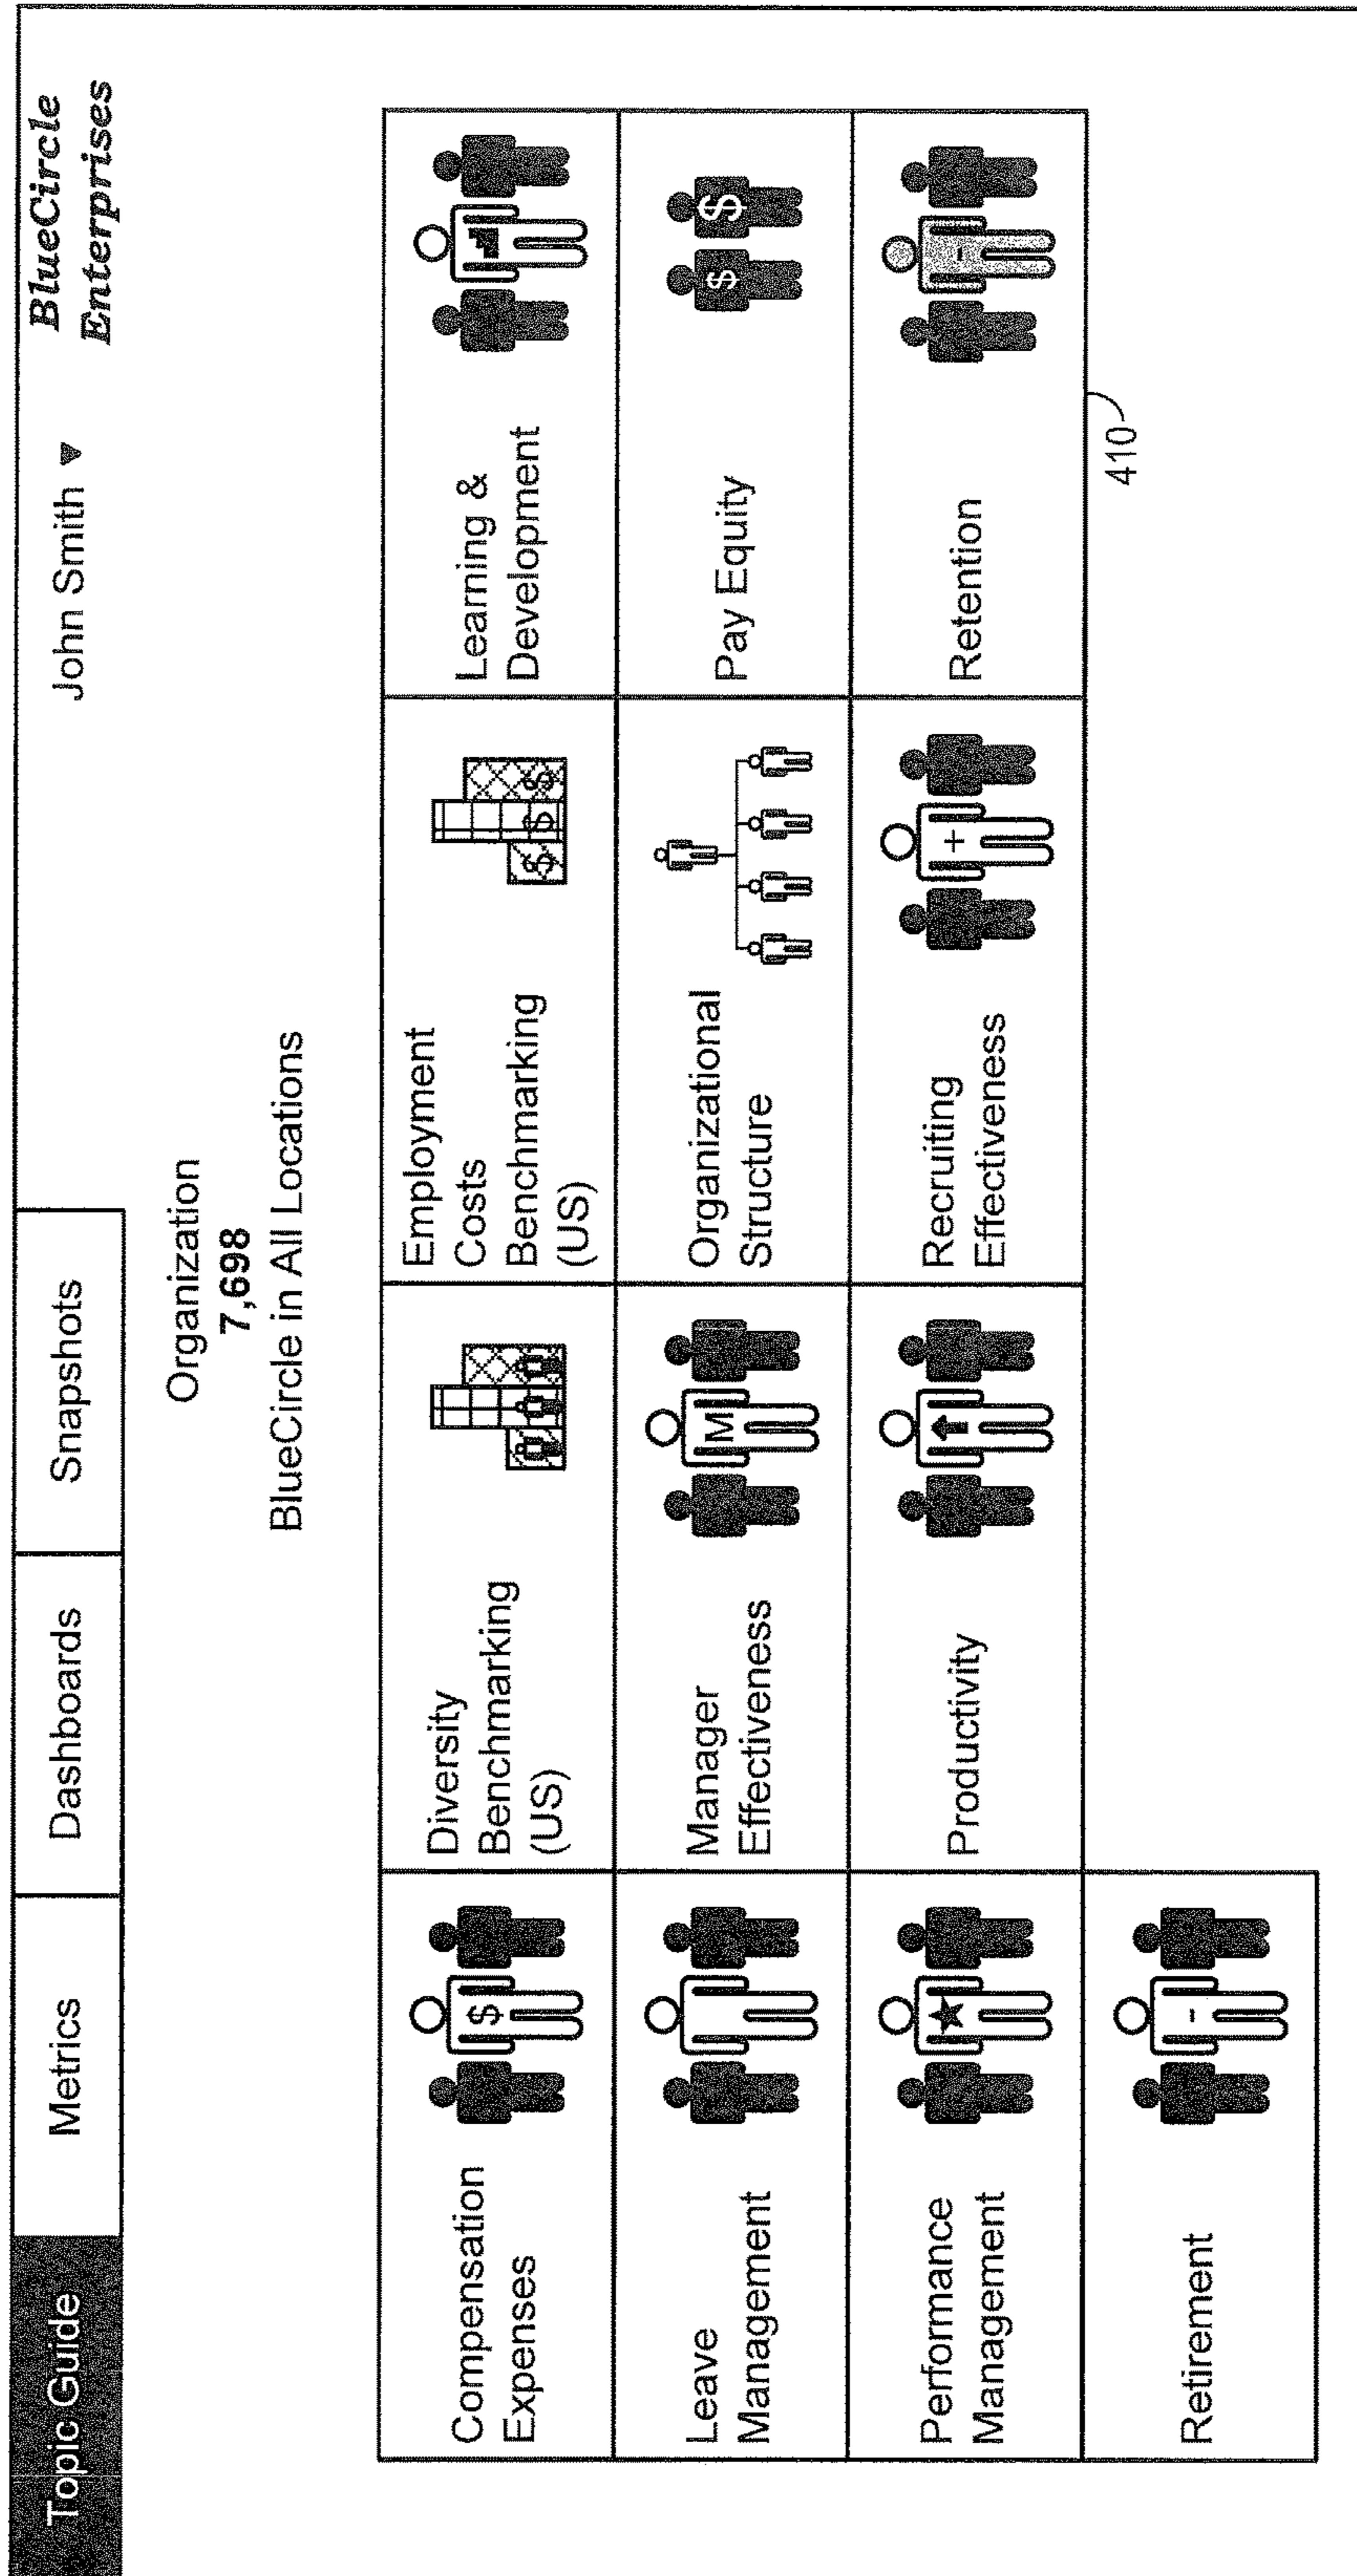 Topic Guide
Metrics
Dashboards
Snapshots
John Smith
BlueCircle
Enterprises
Organization
7,698
BlueCircle in All Locations
Compensation
Expenses
$
Diversity
Benchmarking
(US)
Employment
Costs
Benchmarking
(US)
$ $ $
Learning &
Development
Leave
Management
Manager
Effectiveness
M
Organizational
Structure
Pay Equity
$ $
Performance
Management
Productivity
Recruiting
Effectiveness
+
Retention
-
Retirement
-
410